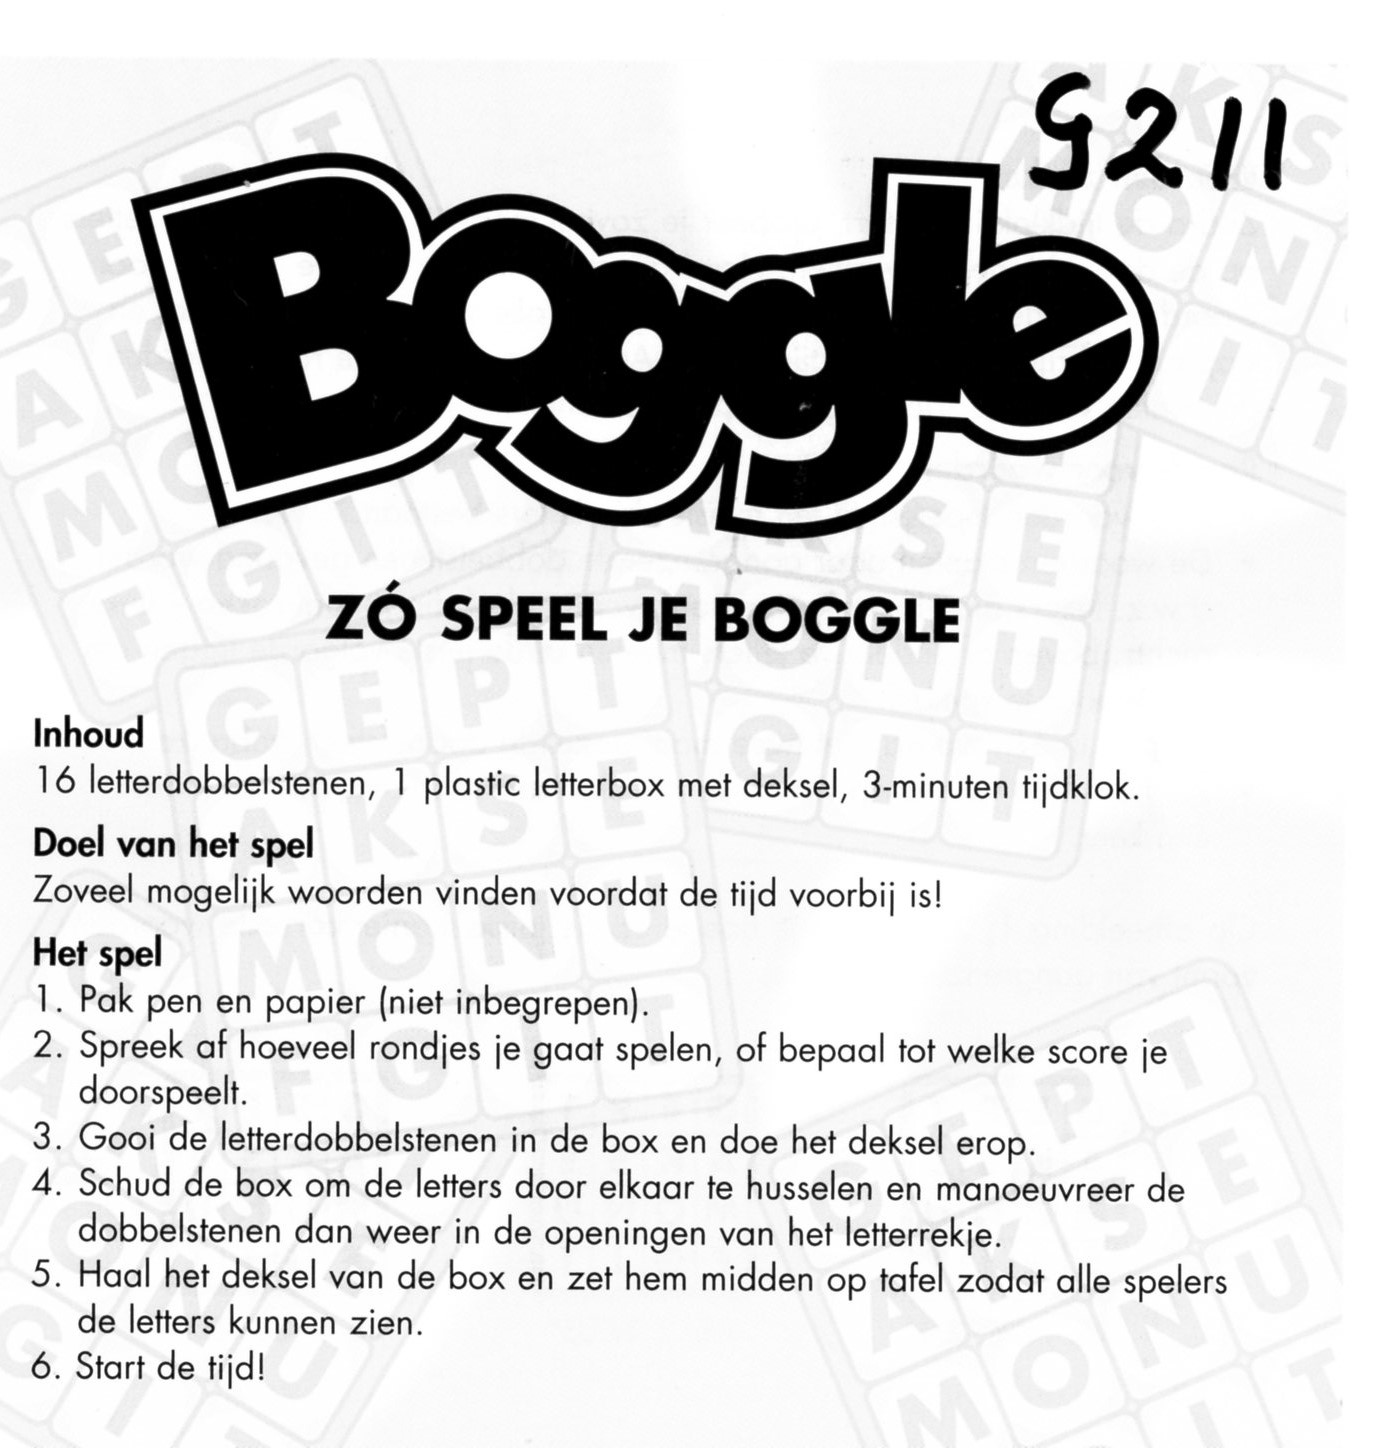 G211
Boggle
ZÓ SPEEL JE BOGGLE
Inhoud
16 letterdobbelstenen, 1 plastic letterbox met deksel, 3-minuten tijdklok.
Doel van het spel
Zoveel mogelijk woorden vinden voordat de tijd voorbij is!
Het spel
1. Pak pen en papier (niet inbegrepen).
2. Spreek af hoeveel rondjes je gaat spelen, of bepaal tot welke score je
doorspeelt.
3. Gooi de letterdobbelstenen in de box en doe het deksel erop.
4. Schud de box om de letters door elkaar te husselen en manoeuvreer de
dobbelstenen dan weer in de openingen van het letterrekje.
5. Haal het deksel van de box en zet hem midden op tafel zodat alle spelers
de letters kunnen zien.
6. Start de tijd!